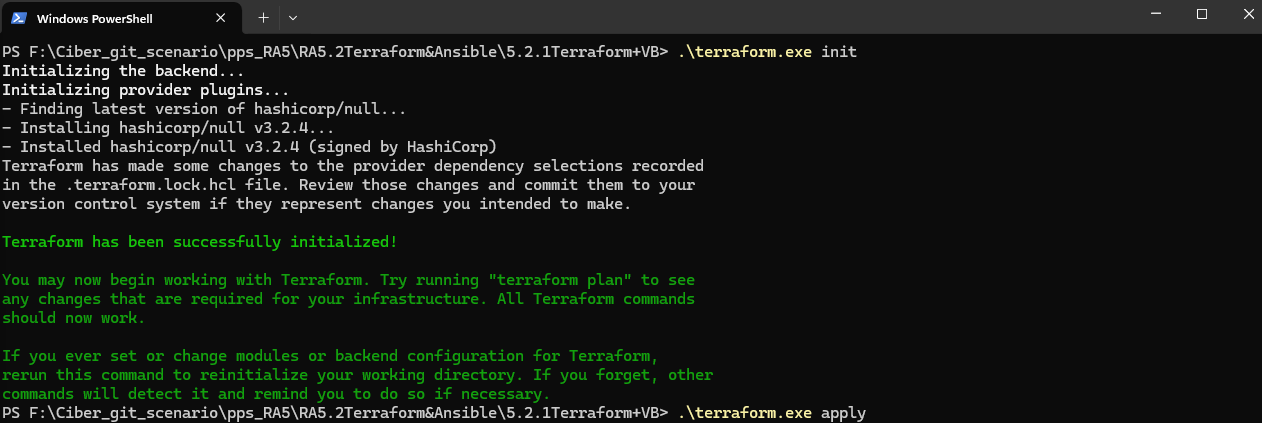 Windows PowerShell
PS F:\Ciber_git_scenario\pps_RA5\RA5.2Terraform&Ansible\5.2.1Terraform+VB> .\terraform.exe init
Initializing the backend...
Initializing provider plugins...
- Finding latest version of hashicorp/null...
- Installing hashicorp/null v3.2.4...
- Installed hashicorp/null v3.2.4 (signed by HashiCorp)
Terraform has made some changes to the provider dependency selections recorded
in the .terraform.lock.hcl file. Review those changes and commit them to your
version control system if they represent changes you intended to make.
Terraform has been successfully initialized!
You may now begin working with Terraform. Try running "terraform plan" to see
any changes that are required for your infrastructure. All Terraform commands
should now work.
If you ever set or change modules or backend configuration for Terraform,
rerun this command to reinitialize your working directory. If you forget, other
commands will detect it and remind you to do so if necessary.
PS F:\Ciber_git_scenario\pps_RA5\RA5.2Terraform&Ansible\5.2.1Terraform+VB> .\terraform.exe apply